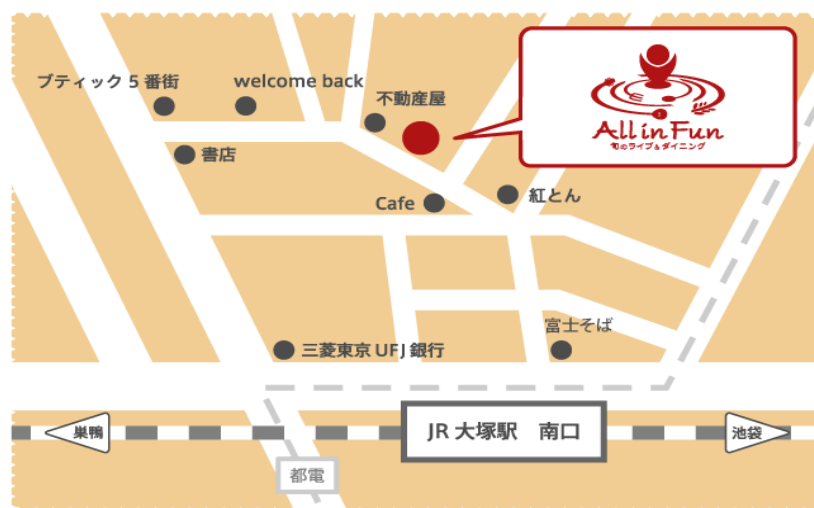 ブティック 5 番街
welcome back
不動産屋
All in Fun
旬のライブ&ダイニング
書店
Cafe
紅とん
富士そば
三菱東京 UFJ 銀行
巣鴨
JR 大塚駅 南口
池袋
都電